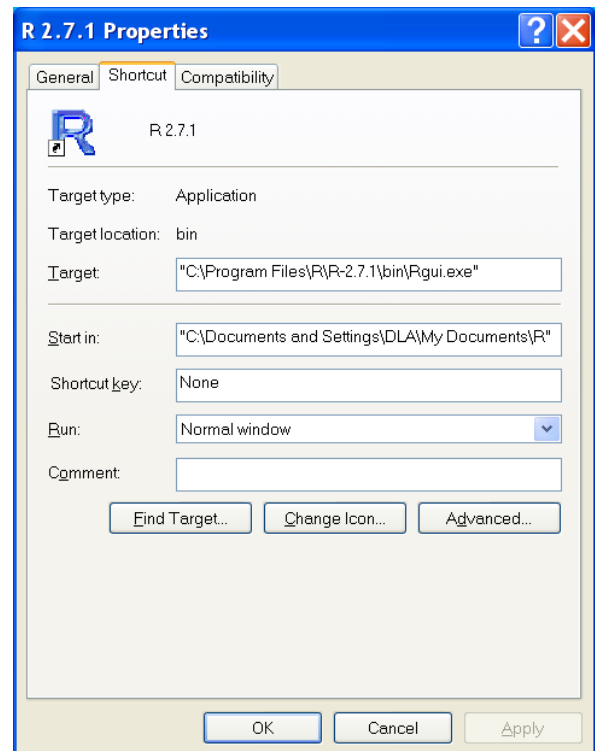 R 2.7.1 Properties
General Shortcut Compatibility
R 2.7.1
Target type: Application
Target location: bin
Target: "C:\Program Files\R\R-2.7.1\bin\Rgui.exe"
Start in: "C:\Documents and Settings\DLA\My Documents\R"
Shortcut key: None
Run: Normal window
Comment:
Find Target... Change Icon... Advanced...
OK Cancel Apply